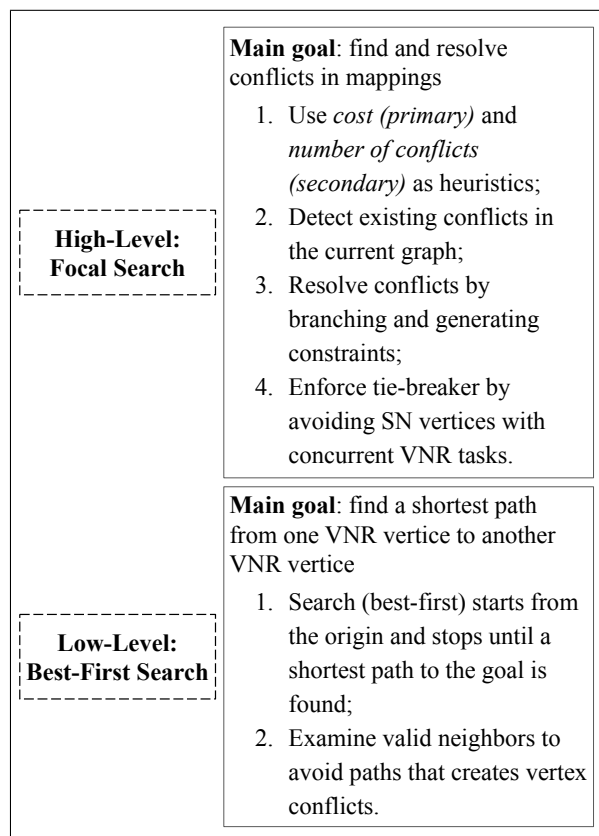 High-Level:
Focal Search
Main goal: find and resolve
conflicts in mappings
1. Use cost (primary) and
number of conflicts
(secondary) as heuristics;
2. Detect existing conflicts in
the current graph;
3. Resolve conflicts by
branching and generating
constraints;
4. Enforce tie-breaker by
avoiding SN vertices with
concurrent VNR tasks.
Low-Level:
Best-First Search
Main goal: find a shortest path
from one VNR vertice to another
VNR vertice
1. Search (best-first) starts from
the origin and stops until a
shortest path to the goal is
found;
2. Examine valid neighbors to
avoid paths that creates vertex
conflicts.